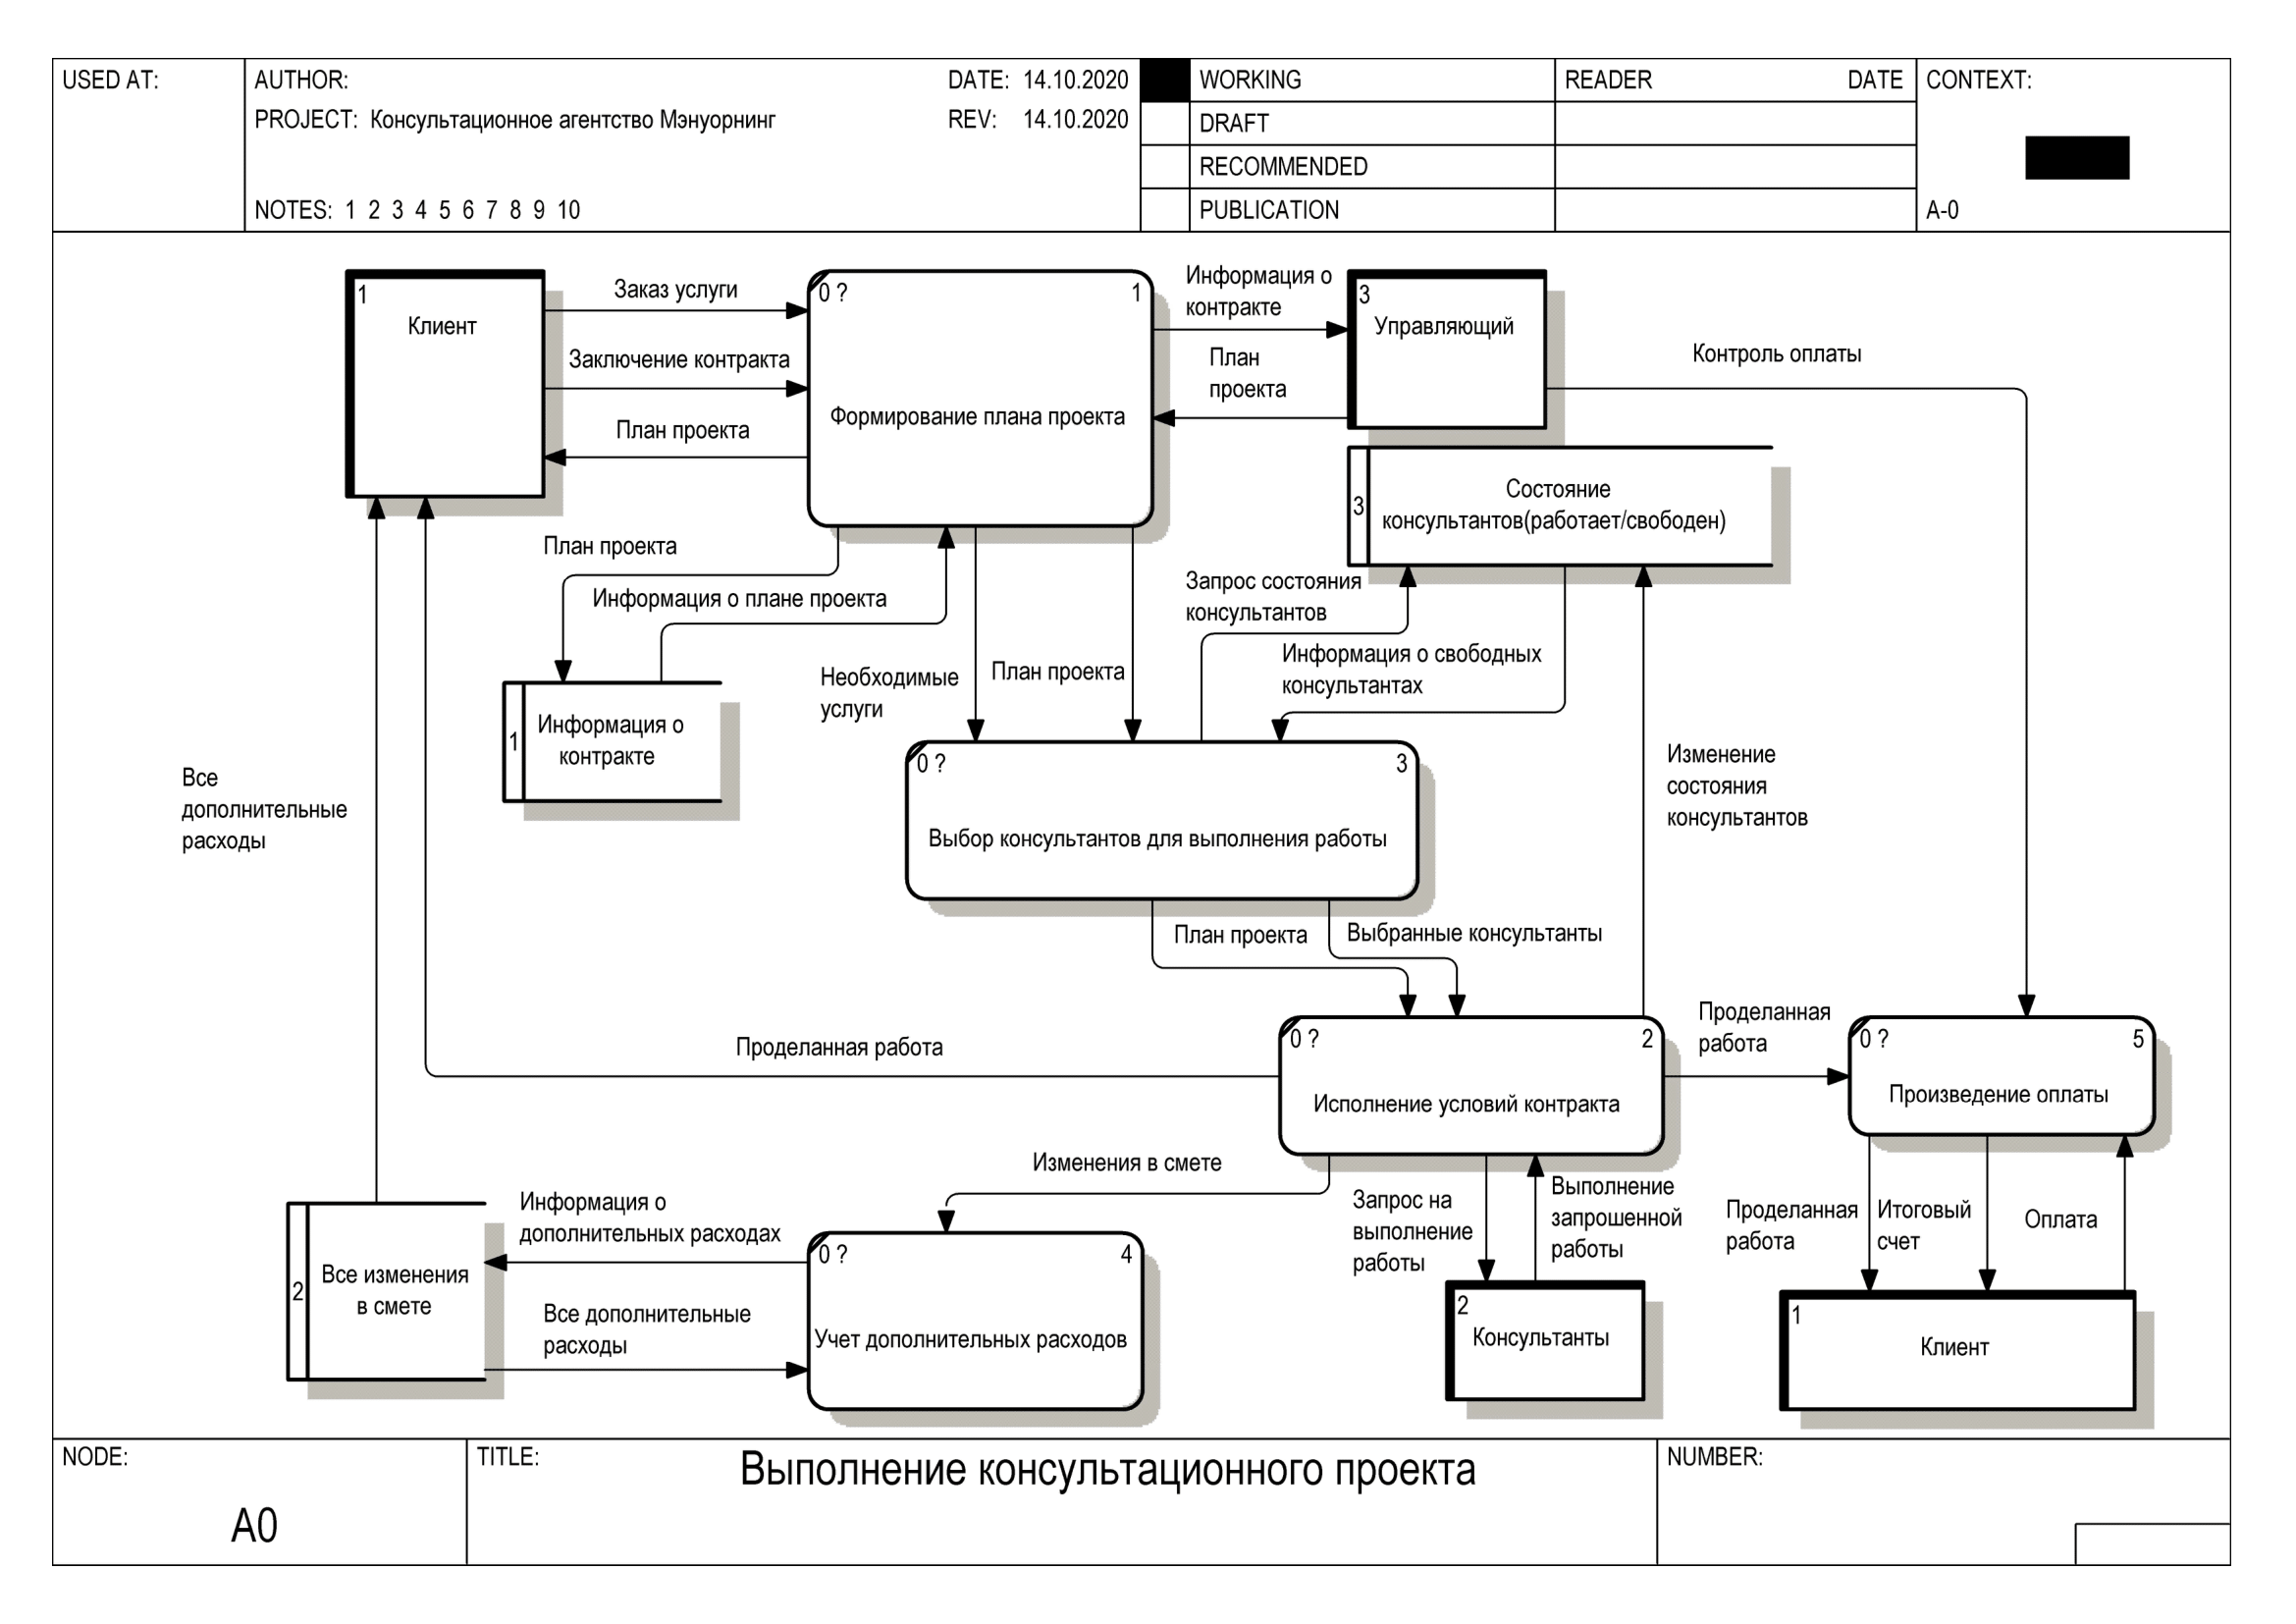 USED AT:
AUTHOR:
DATE: 14.10.2020
PROJECT: Консультационное агентство Мэнуорнинг
REV: 14.10.2020
NOTES: 1 2 3 4 5 6 7 8 9 10
WORKING
DRAFT
RECOMMENDED
PUBLICATION
READER
DATE
CONTEXT:
A-0
1
Клиент
Заказ услуги
Заключение контракта
План проекта
0 ?
1
Формирование плана проекта
Информация о
контракте
План
проекта
3
Управляющий
Контроль оплаты
3
Состояние
консультантов(работает/свободен)
План проекта
Информация о плане проекта
Запрос состояния
консультантов
Информация о свободных
консультантах
Необходимые
услуги
План проекта
1
Информация о
контракте
0 ?
3
Выбор консультантов для выполнения работы
Изменение
состояния
консультантов
Все
дополнительные
расходы
План проекта
Выбранные консультанты
Проделанная работа
0 ?
2
Исполнение условий контракта
Проделанная
работа
0 ?
5
Произведение оплаты
Изменения в смете
Информация о
дополнительных расходах
2
Все изменения
в смете
Все дополнительные
расходы
0 ?
4
Учет дополнительных расходов
Запрос на
выполнение
работы
Выполнение
запрошенной
работы
2
Консультанты
Проделанная
работа
Итоговый
счет
Оплата
1
Клиент
NODE:
A0
TITLE:
Выполнение консультационного проекта
NUMBER: